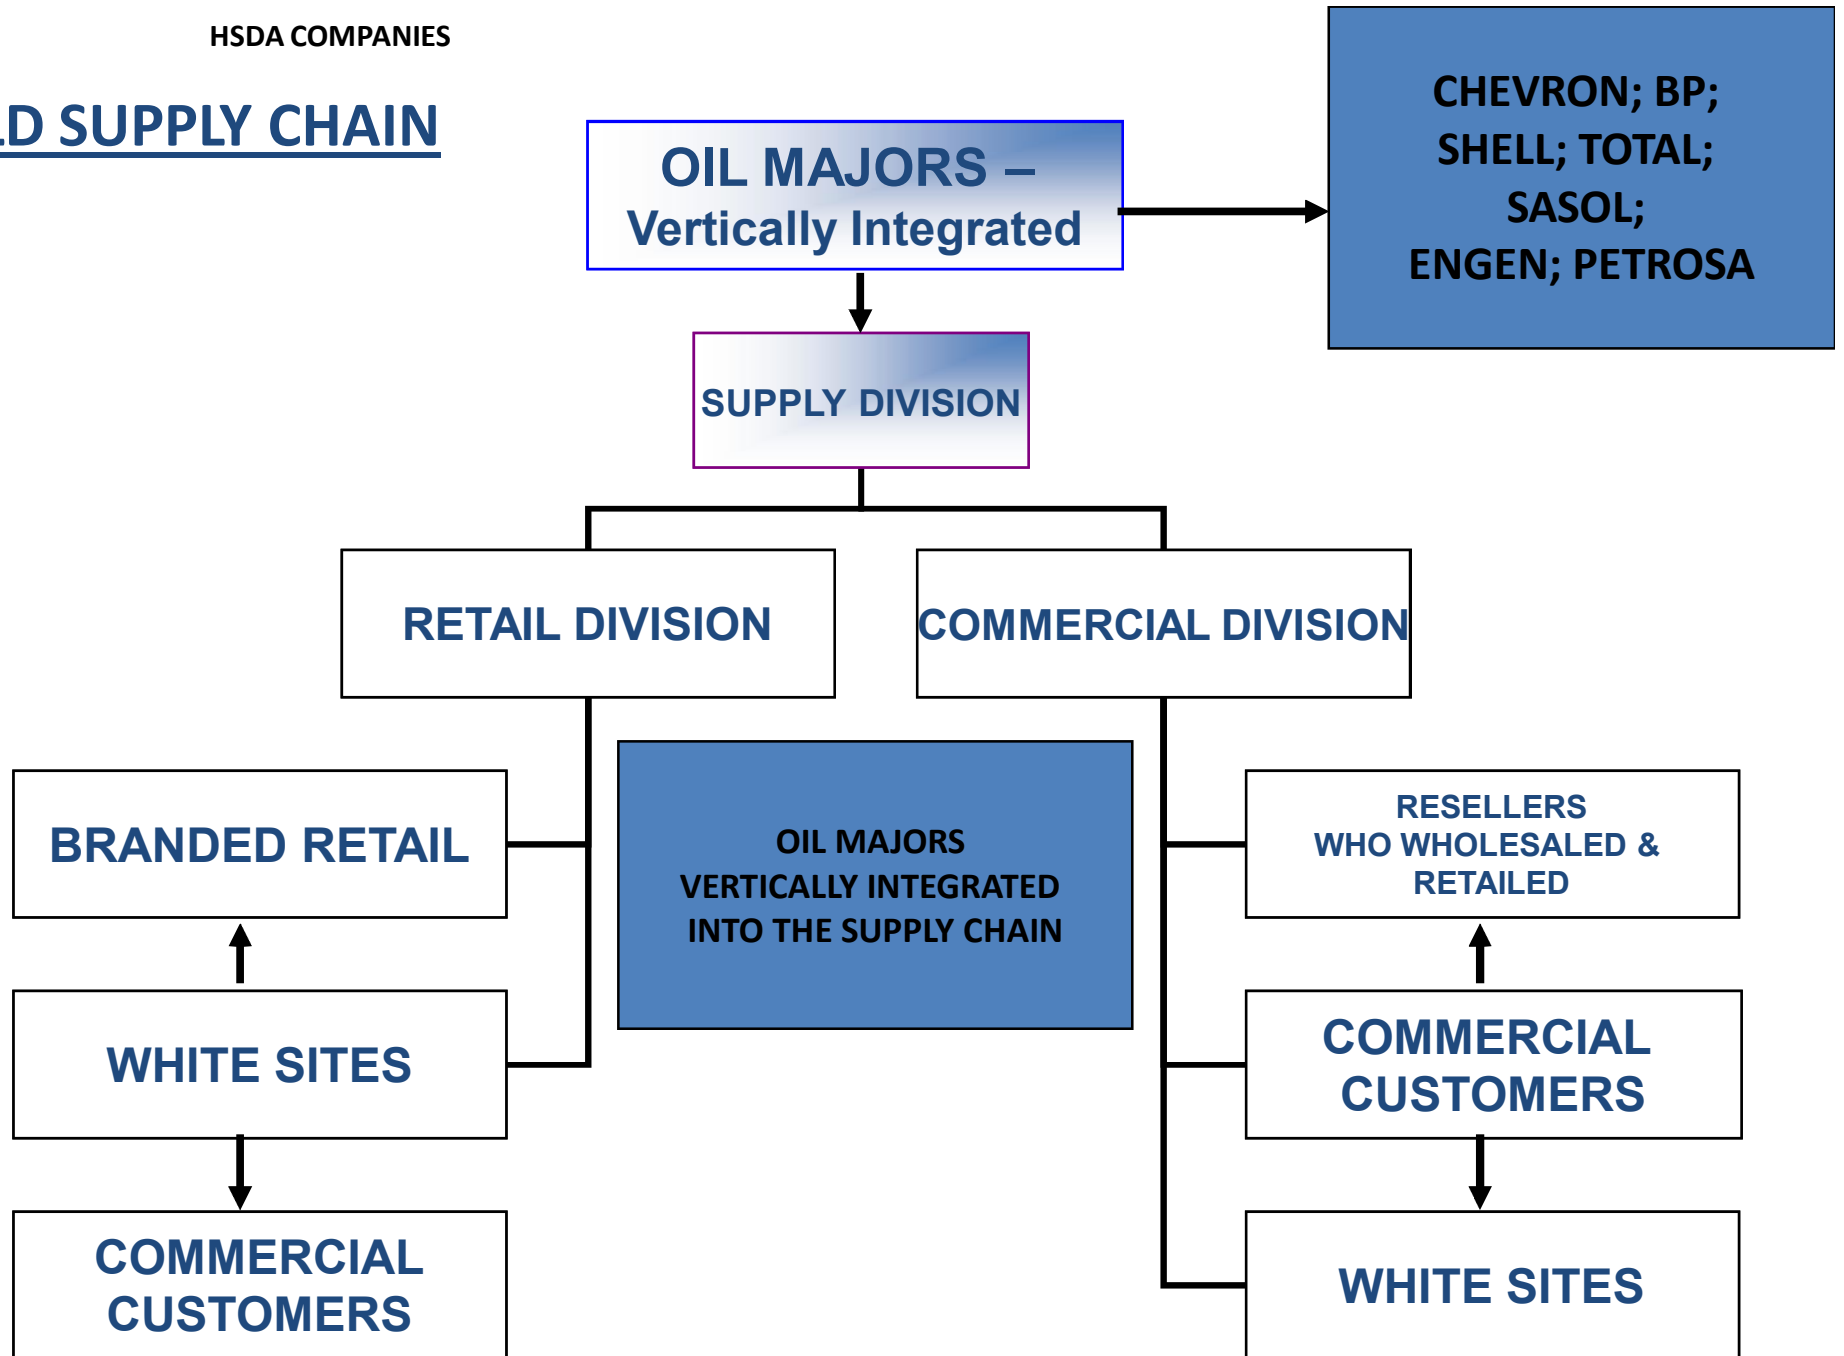 HSDA COMPANIES
LD SUPPLY CHAIN
OIL MAJORS –
Vertically Integrated
CHEVRON; BP;
SHELL; TOTAL;
SASOL;
ENGEN; PETROSA
SUPPLY DIVISION
RETAIL DIVISION
COMMERCIAL DIVISION
BRANDED RETAIL
OIL MAJORS
VERTICALLY INTEGRATED
INTO THE SUPPLY CHAIN
RESELLERS
WHO WHOLESALED &
RETAILED
WHITE SITES
COMMERCIAL
CUSTOMERS
COMMERCIAL
CUSTOMERS
WHITE SITES